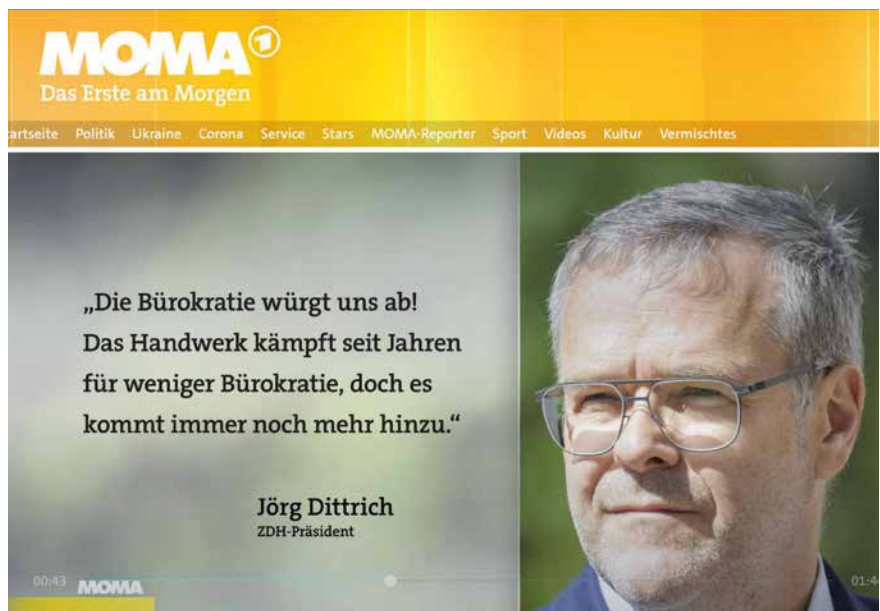 MOMA 1
Das Erste am Morgen
artseite Politik Ukraine Corona Service Stars MOMA-Reporter Sport Videos Kultur Vermischtes
„Die Bürokratie würgt uns ab!
Das Handwerk kämpft seit Jahren
für weniger Bürokratie, doch es
kommt immer noch mehr hinzu.“
Jörg Dittrich
ZDH-Präsident
00:43 MOMA 01:44